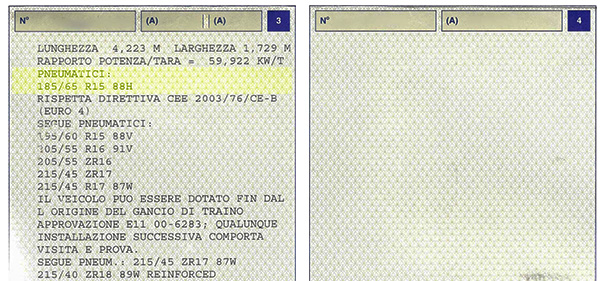 N° (A) (A) 3
LUNGHEZZA 4,223 M LARGHEZZA 1,729 M
RAPPORTO POTENZA/TARA = 59,922 KW/T
PNEUMATICI:
185/65 R15 88H
RISPETTA DIRETTIVA CEE 2003/76/CE-B
(EURO 4)
SEGUE PNEUMATICI:
195/60 R15 88V
205/55 R16 91V
205/55 ZR16
215/45 ZR17
215/45 R17 87W
IL VEICOLO PUO ESSERE DOTATO FIN DAL
L ORIGINE DEL GANCIO DI TRAINO
APPROVAZIONE E11 00-6283; QUALUNQUE
INSTALLAZIONE SUCCESSIVA COMPORTA
VISITA E PROVA.
SEGUE PNEUM.: 215/45 ZR17 87W
215/40 ZR18 89W REINFORCED
N° (A) 4